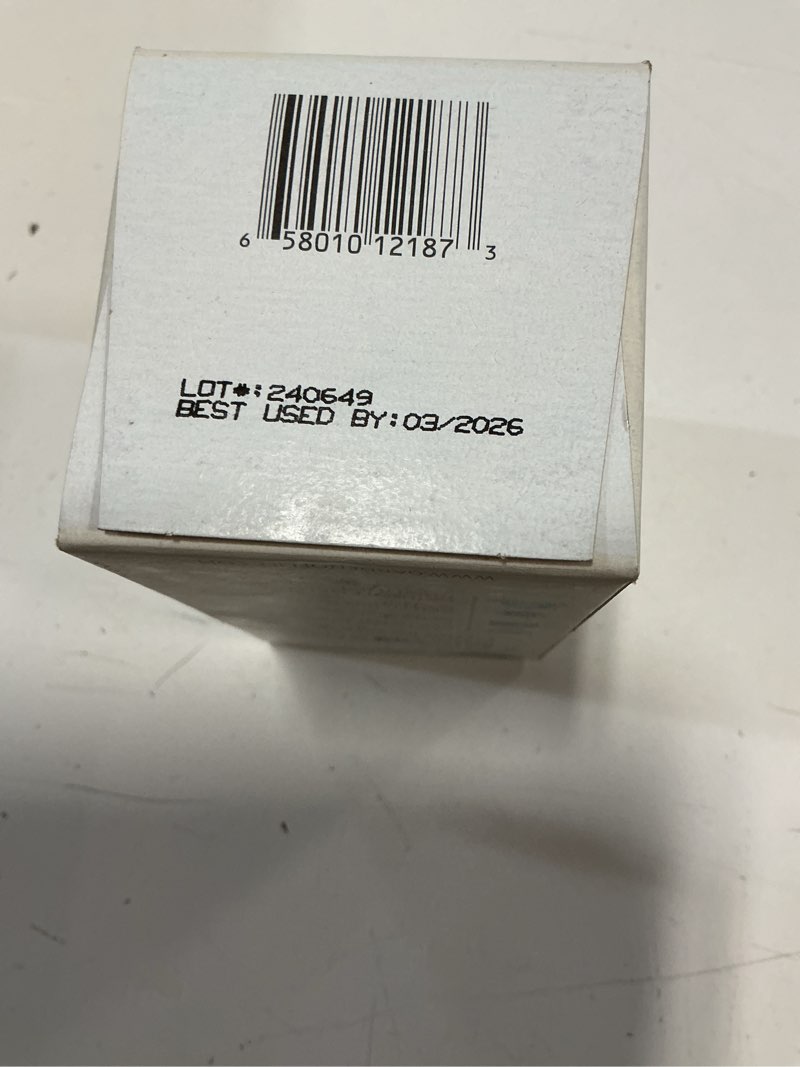 6 58010 12187 3
LOT#:240649
BEST USED BY:03/2026